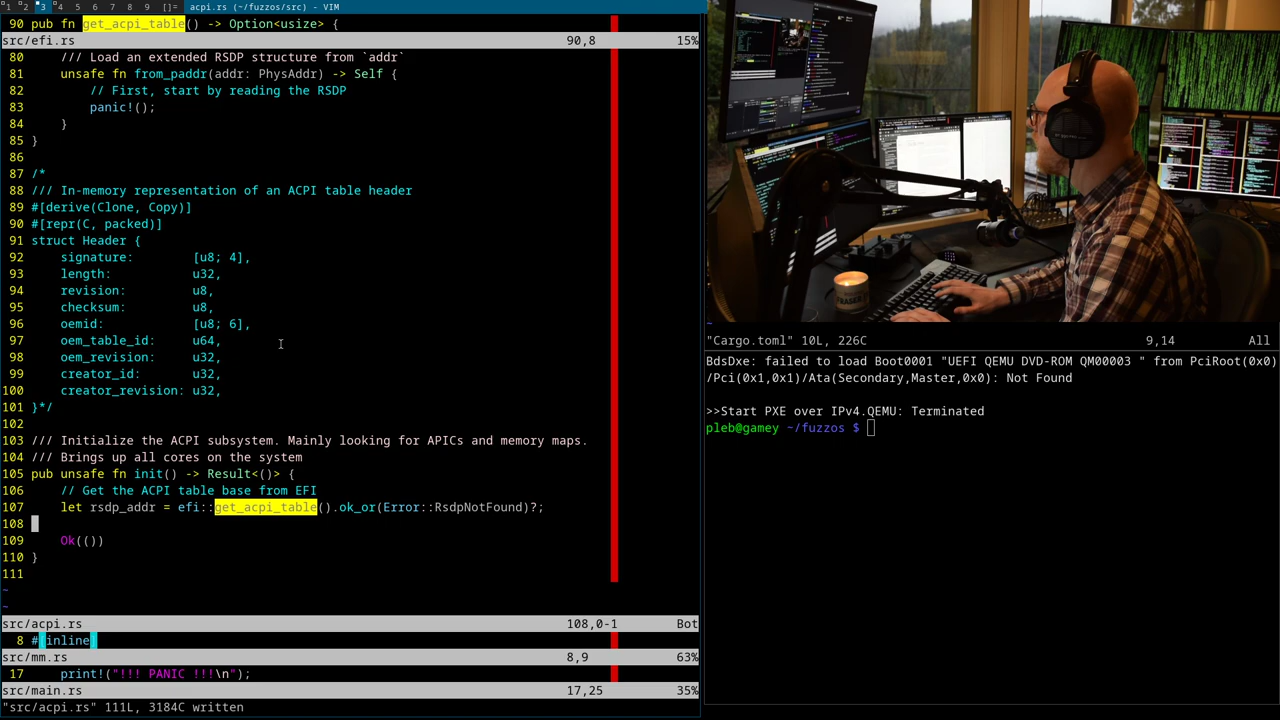 1 2 3 4 5 6 7 8 9 []= acpi.rs (~/fuzzos/src) - VIM
90 pub fn get_acpi_table() -> Option<usize> {
src/efi.rs 90,8 15%
80 /// Load an extended RSDP structure from `addr`
81 unsafe fn from_paddr(addr: PhysAddr) -> Self {
82 // First, start by reading the RSDP
83 panic!();
84 }
85 }
86
87 /*
88 /// In-memory representation of an ACPI table header
89 #[derive(Clone, Copy)]
90 #[repr(C, packed)]
91 struct Header {
92 signature: [u8; 4],
93 length: u32,
94 revision: u8,
95 checksum: u8,
96 oemid: [u8; 6],
97 oem_table_id: u64,
98 oem_revision: u32,
99 creator_id: u32,
100 creator_revision: u32,
101 }*/
102
103 /// Initialize the ACPI subsystem. Mainly looking for APICs and memory maps.
104 /// Brings up all cores on the system
105 pub unsafe fn init() -> Result<()> {
106 // Get the ACPI table base from EFI
107 let rsdp_addr = efi::get_acpi_table().ok_or(Error::RsdpNotFound)?;
108
109 Ok(())
110 }
111
~
~
src/acpi.rs 108,0-1 Bot
8 #[inline]
src/mm.rs 8,9 63%
17 print!("!!! PANIC !!!\n");
src/main.rs 17,25 35%
"src/acpi.rs" 111L, 3184C written
~
"Cargo.toml" 10L, 226C 9,14 All
BdsDxe: failed to load Boot0001 "UEFI QEMU DVD-ROM QM00003 " from PciRoot(0x0)
/Pci(0x1,0x1)/Ata(Secondary,Master,0x0): Not Found
>>Start PXE over IPv4.QEMU: Terminated
pleb@gamey ~/fuzzos $